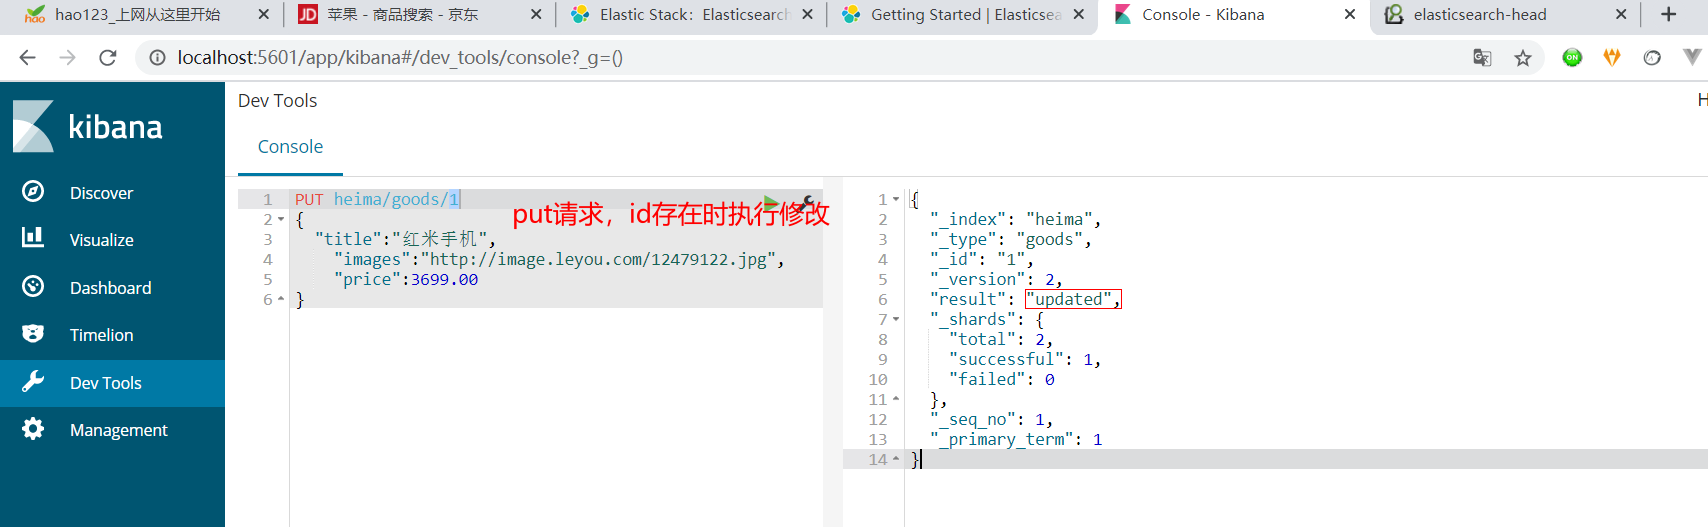 hao123_上网从这里开始
苹果 - 商品搜索 - 京东
Elastic Stack: Elasticsearch
Getting Started | Elasticsea
Console - Kibana
elasticsearch-head
localhost:5601/app/kibana#/dev_tools/console?_g=()
kibana
Discover
Visualize
Dashboard
Timelion
Dev Tools
Management
Dev Tools
H
Console
1 PUT heima/goods/1
put请求，id存在时执行修改
2 {
3 "title":"红米手机",
4 "images":"http://image.leyou.com/12479122.jpg",
5 "price":3699.00
6 }
1 {
2 "_index": "heima",
3 "_type": "goods",
4 "_id": "1",
5 "_version": 2,
6 "result": "updated",
7 "_shards": {
8 "total": 2,
9 "successful": 1,
10 "failed": 0
11 },
12 "_seq_no": 1,
13 "_primary_term": 1
14 }